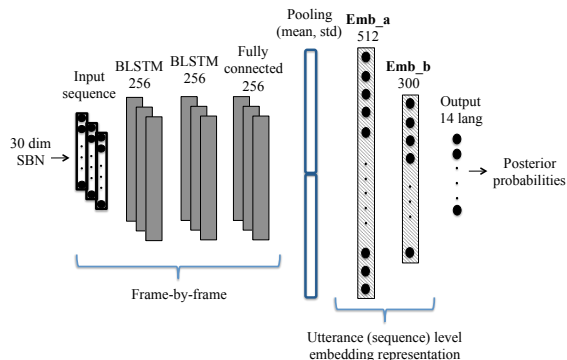 Pooling
(mean, std)
Emb_a
512
Emb_b
300
Fully
connected
256
BLSTM
256
BLSTM
256
Input
sequence
Output
14 lang
30 dim
SBN
Posterior
probabilities
Frame-by-frame
Utterance (sequence) level
embedding representation